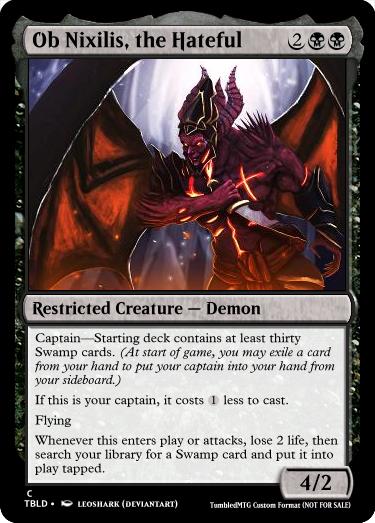 Ob Nixilis, the Hateful 2
Restricted Creature — Demon
Captain—Starting deck contains at least thirty
Swamp cards. (At start of game, you may exile a card
from your hand to put your captain into your hand from
your sideboard.)
If this is your captain, it costs 1 less to cast.
Flying
Whenever this enters play or attacks, lose 2 life, then
search your library for a Swamp card and put it into
play tapped.
4/2
C
TBLD • LEOSHARK (DEVIANTART)
TumbledMTG Custom Format (NOT FOR SALE)